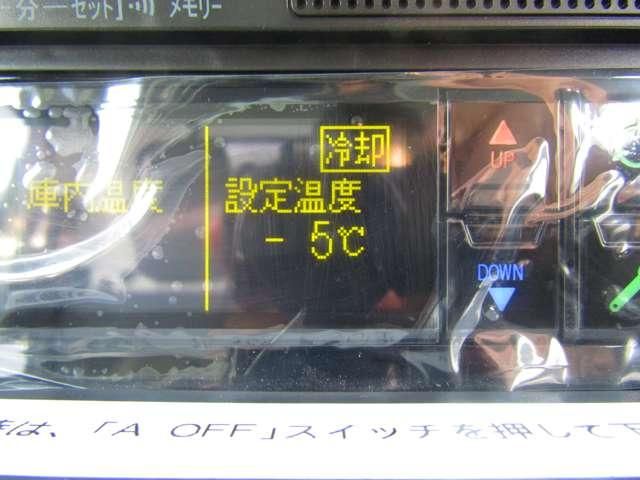 分ーセット] メモリー
冷却
庫内温度
設定温度
- 5℃
UP
DOWN
は、「A OFF」スイッチを押して下